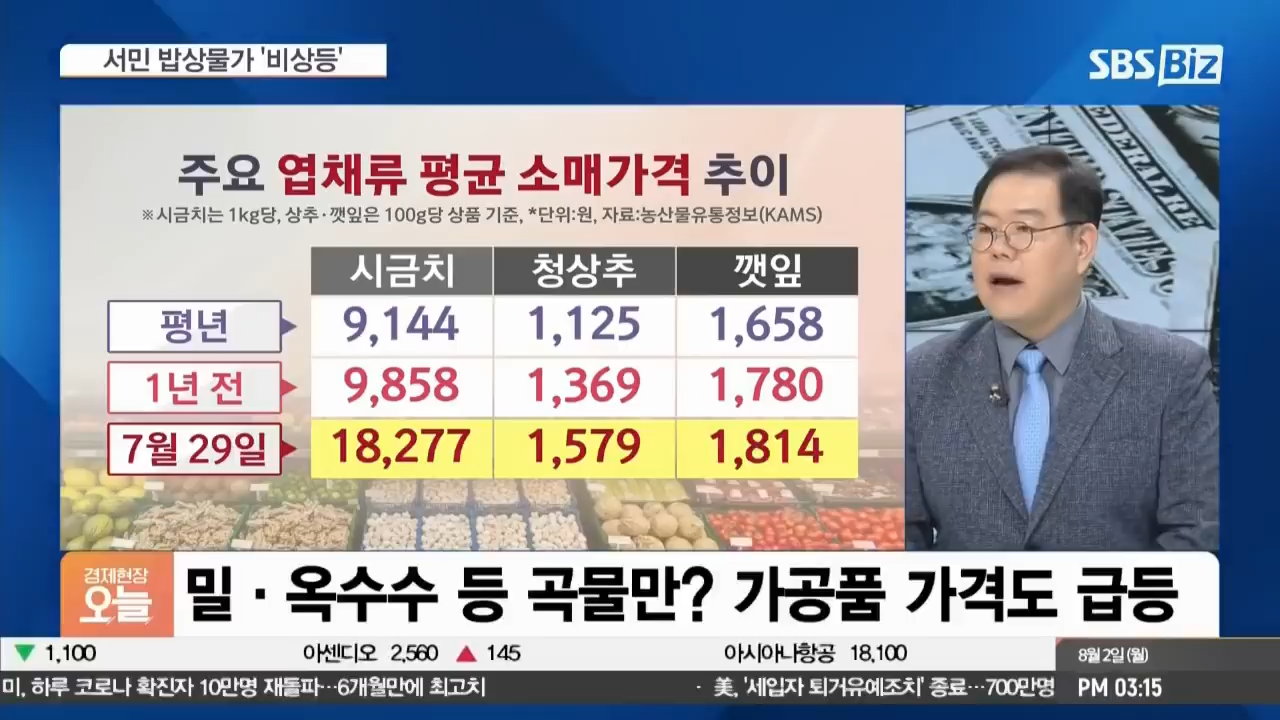 서민 밥상물가 '비상등'
SBS Biz
FEDERAL RE
주요 엽채류 평균 소매가격 추이
※시금치는 1kg당, 상추·깻잎은 100g당 상품 기준, *단위:원, 자료:농산물유통정보(KAMS)
시금치 청상추 깻잎
평년 9,144 1,125 1,658
1년 전 9,858 1,369 1,780
7월 29일 18,277 1,579 1,814
경제현장
오늘
밀·옥수수 등 곡물만? 가공품 가격도 급등
▼ 1,100 아센디오 2,560 ▲ 145 아시아나항공 18,100
8월 2일(월)
미, 하루 코로나 확진자 10만명 재돌파…6개월만에 최고치 · 美, '세입자 퇴거유예조치' 종료…700만명
PM 03:15